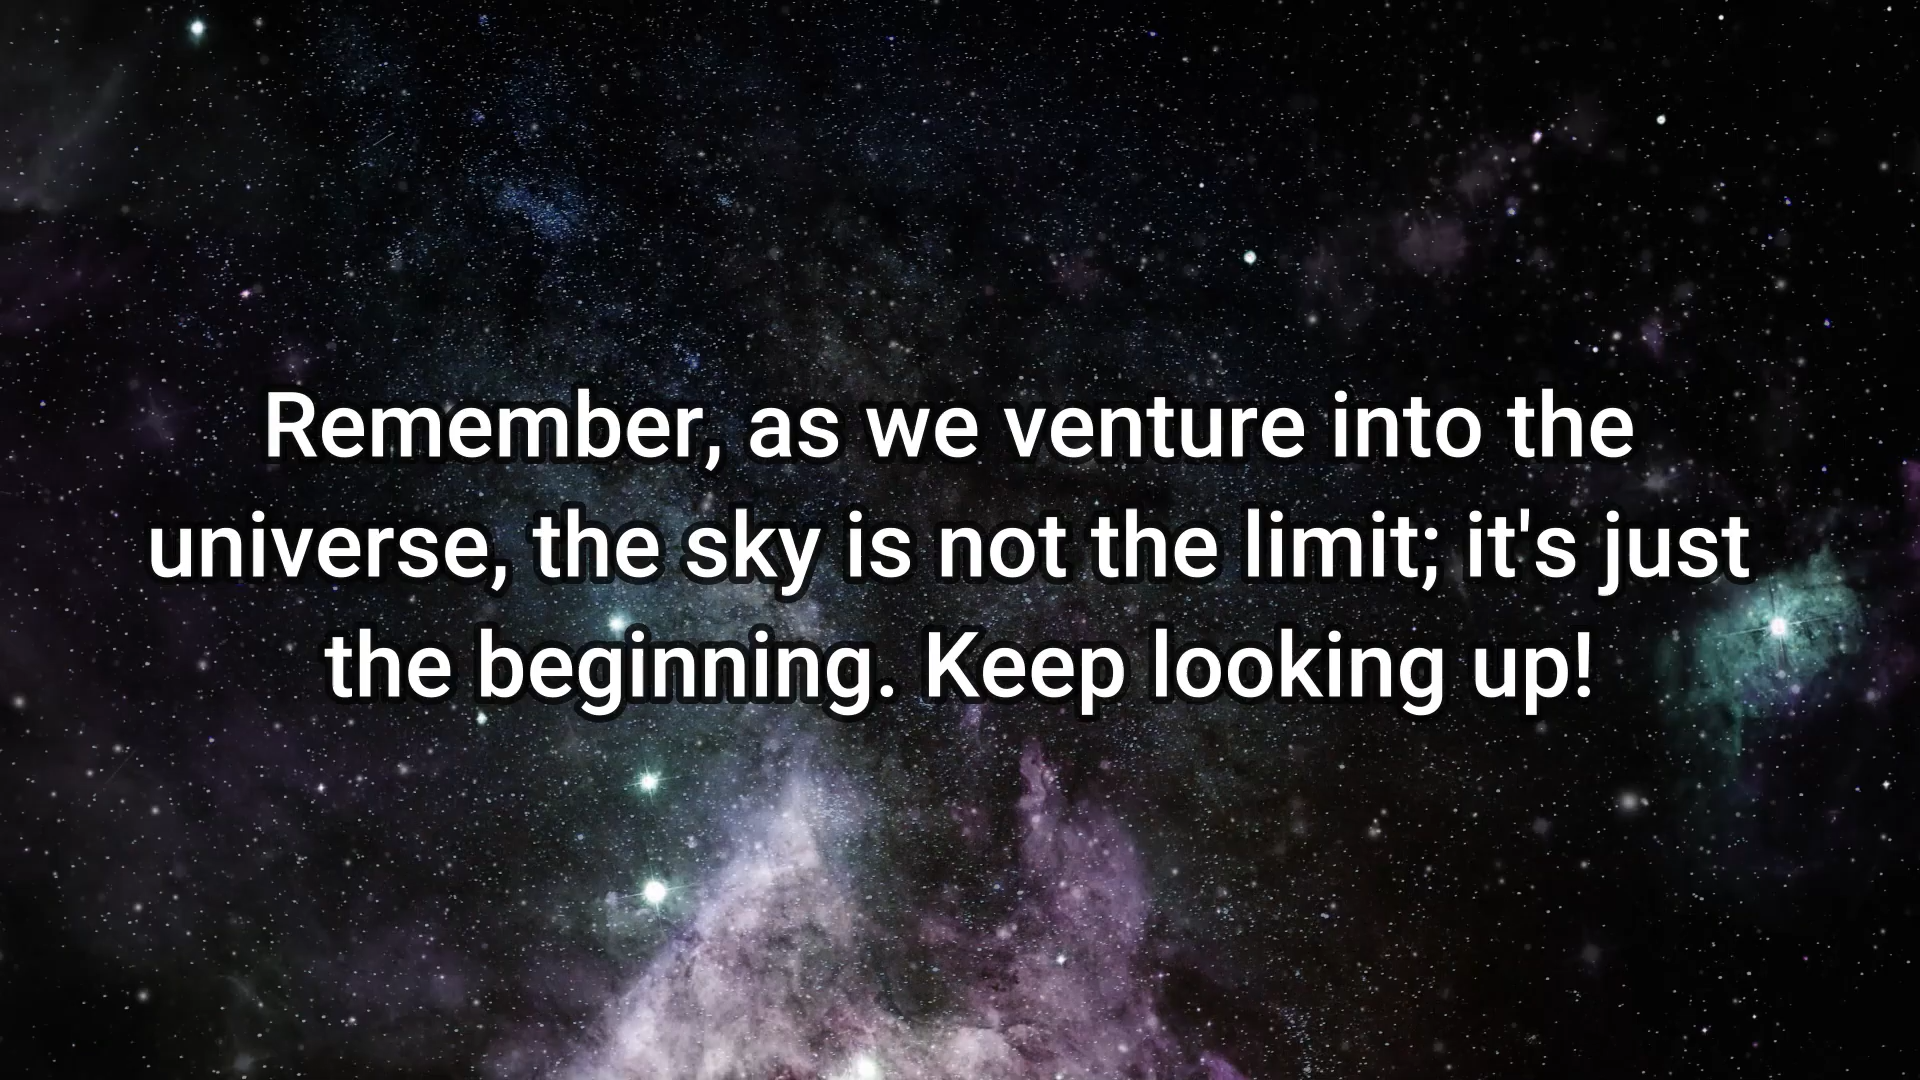 Remember, as we venture into the
universe, the sky is not the limit; it's just
the beginning. Keep looking up!